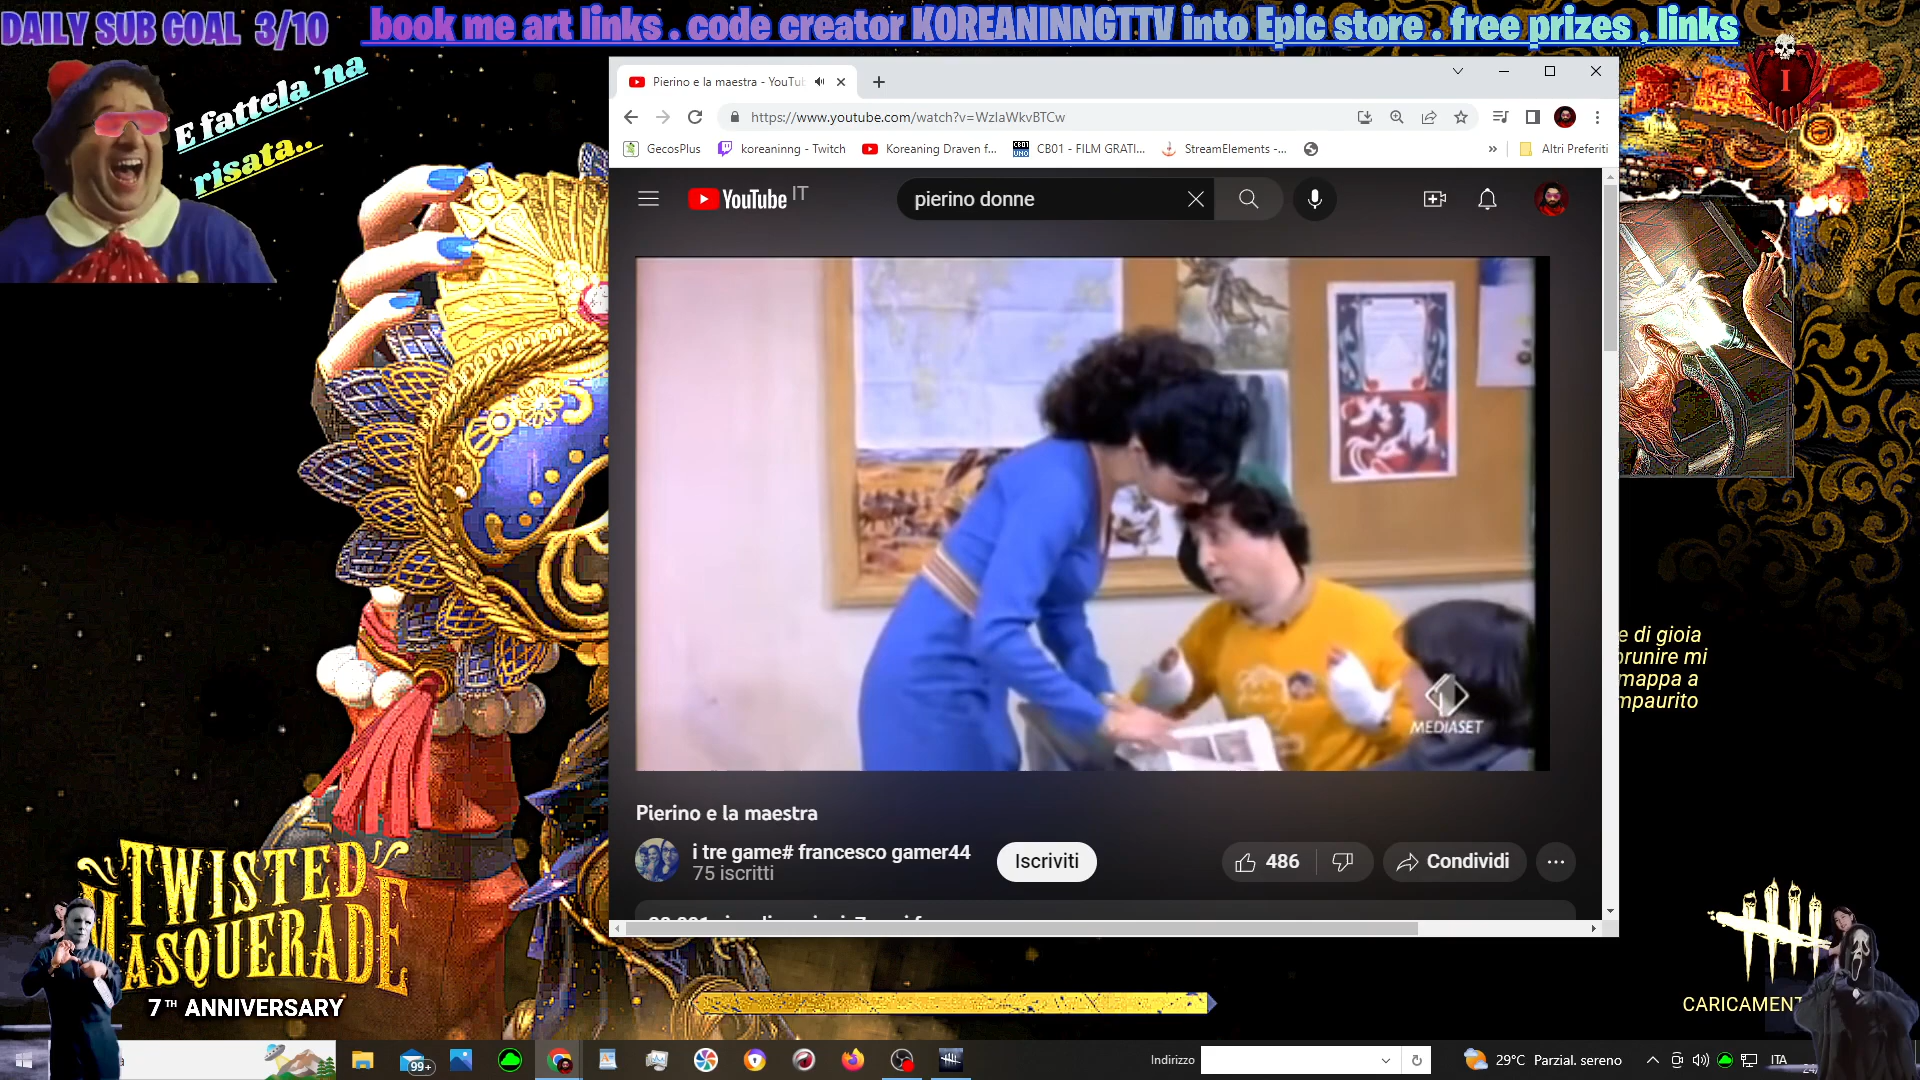 DAILY SUB GOAL 3/10
book me art links . code creator KOREANINNGTTV into Epic store . free prizes , links
E fattela 'na
risata..
Pierino e la maestra - YouTub
https://www.youtube.com/watch?v=WzIaWkvBTCw
GecosPlus
koreaninng - Twitch
Koreaning Draven f...
CB01 - FILM GRATI...
StreamElements -...
»
Altri Preferiti
YouTube IT
pierino donne
I
MEDIASET
Pierino e la maestra
i tre game# francesco gamer44
75 iscritti
Iscriviti
486
Condividi
e di gioia
prunire mi
mappa a
mpaurito
TWISTED
MASQUERADE
7TH ANNIVERSARY
CARICAMENT
99+
Indirizzo
29°C Parzial. sereno
ITA